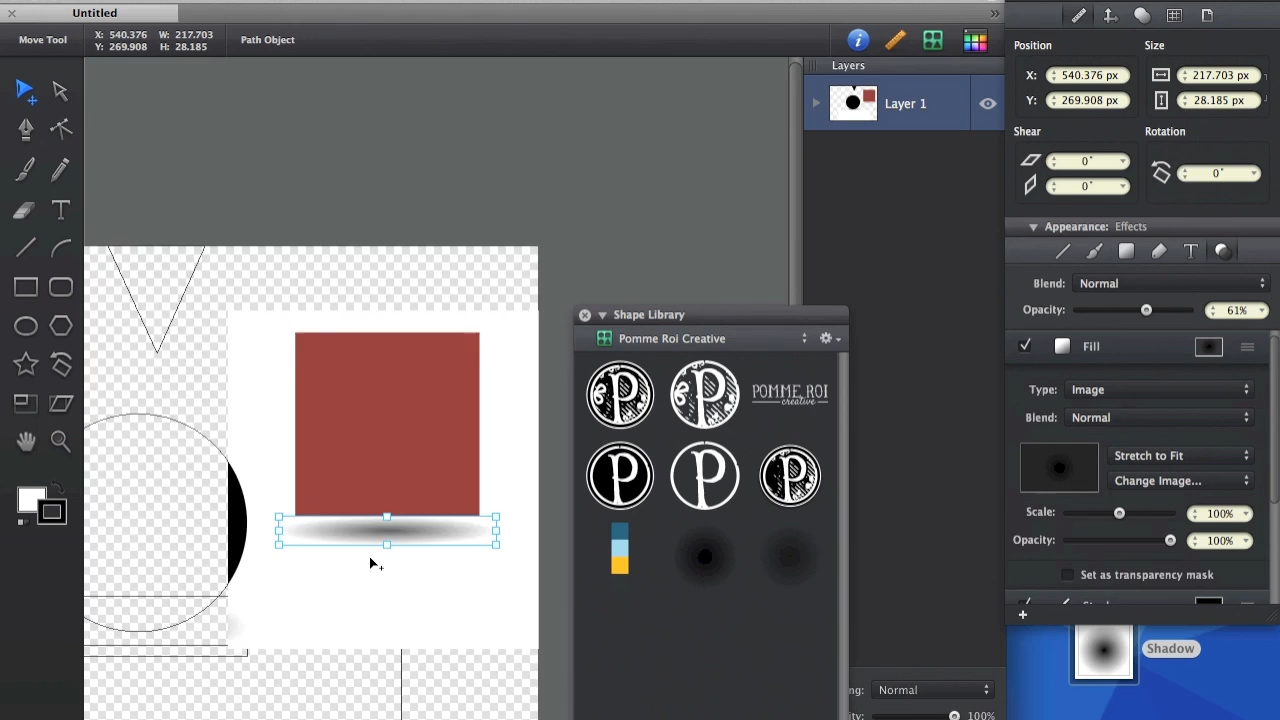 Untitled
Move Tool
X: 540.376 W: 217.703
Y: 269.908 H: 28.185
Path Object
Layers
Layer 1
Position
Size
X: 540.376 px
217.703 px
Y: 269.908 px
28.185 px
Shear
Rotation
0°
0°
0°
Appearance: Effects
Blend: Normal
Opacity: 61%
Fill
Type: Image
Blend: Normal
Stretch to Fit
Change Image...
Scale: 100%
Opacity: 100%
Set as transparency mask
Shape Library
Pomme Roi Creative
P
P
POMME ROI
creative
P
P
P
Shadow
ng: Normal
ity: 100%